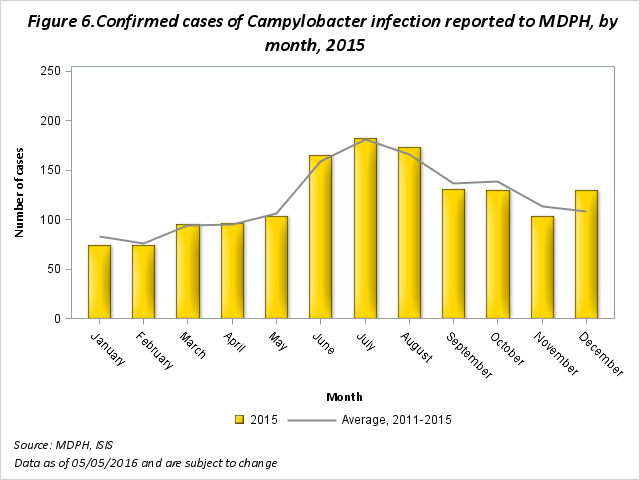 Figure 6.Confirmed cases of Campylobacter infection reported to MDPH, by
month, 2015
250
200
150
100
50
0
Number of cases
January
February
March
April
May
June
July
August
September
October
November
December
Month
2015
Average, 2011-2015
Source: MDPH, ISIS
Data as of 05/05/2016 and are subject to change